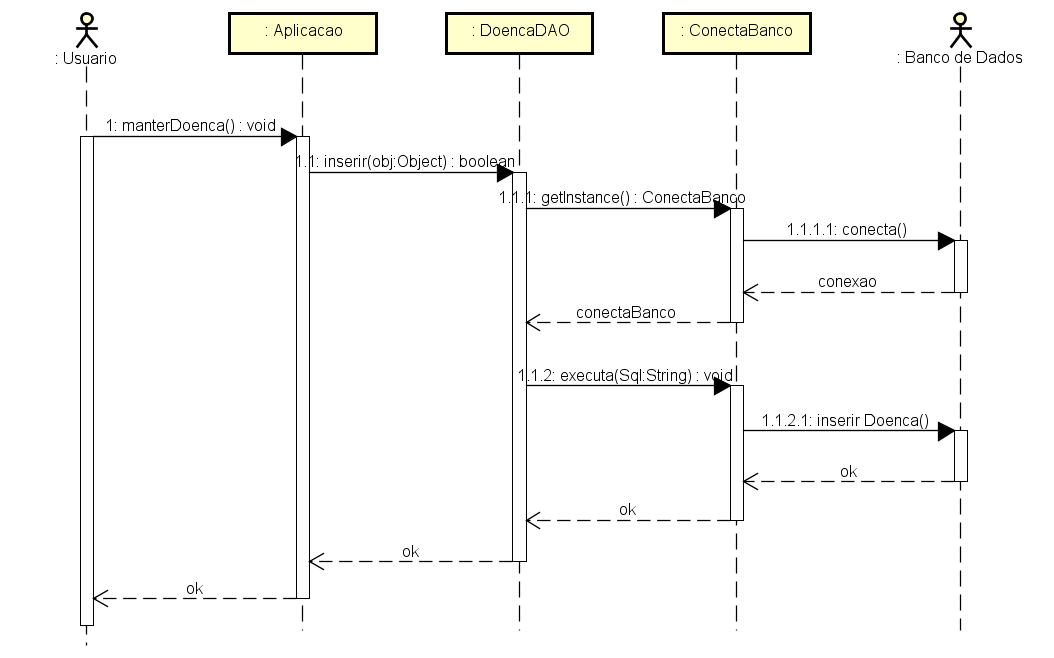 : Usuario
: Aplicacao
: DoencaDAO
: ConectaBanco
: Banco de Dados
1: manterDoenca() : void
1.1: inserir(obj:Object) : boolean
1.1.1: getInstance() : ConectaBanco
1.1.1.1: conecta()
conexao
conectaBanco
1.1.2: executa(Sql:String) : void
1.1.2.1: inserir Doenca()
ok
ok
ok
ok